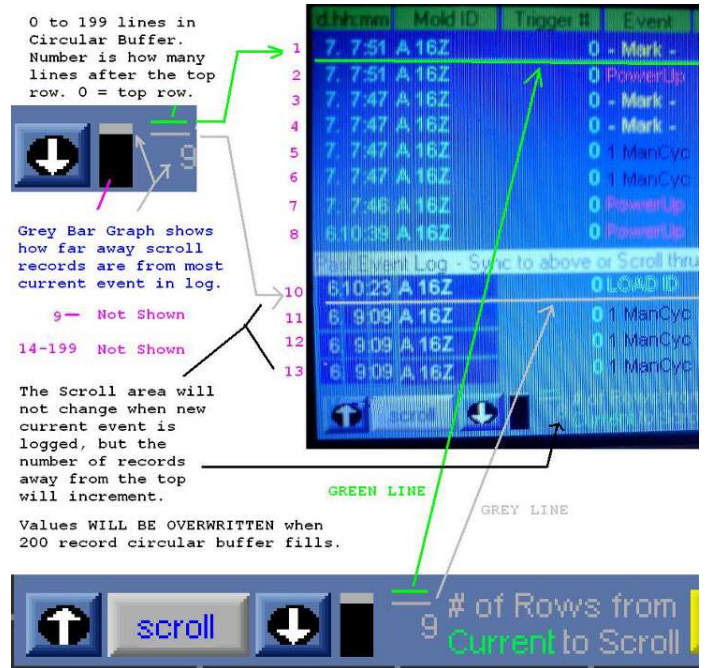 0 to 199 lines in
Circular Buffer.
Number is how many
lines after the top
row. 0 = top row.
9
Grey Bar Graph shows
how far away scroll
records are from most
current event in log.
9— Not Shown
14-199 Not Shown
The Scroll area will
not change when new
current event is
logged, but the
number of records
away from the top
will increment.
Values WILL BE OVERWRITTEN when
200 record circular buffer fills.
d.hh:mm Mold ID Trigger # Event
1 7. 7:51 A 16Z 0 - Mark -
2 7. 7:51 A 16Z 0 PowerUp
3 7. 7:47 A 16Z 0 - Mark -
4 7. 7:47 A 16Z 0 - Mark -
5 7. 7:47 A 16Z 0 1 ManCyc
6 7. 7:47 A 16Z 0 1 ManCyc
7 7. 7:46 A 16Z 0 PowerUp
8 6.10:39 A 16Z 0 PowerUp
Past Event Log - Sync to above or Scroll thru
10 6.10:23 A 16Z 0 LOAD ID
11 6. 9:09 A 16Z 0 1 ManCyc
12 6. 9:09 A 16Z 0 1 ManCyc
13 6. 9:09 A 16Z 0 1 ManCyc
scroll # of Rows from
Current to Scroll
GREEN LINE
GREY LINE
scroll 9 # of Rows from
Current to Scroll